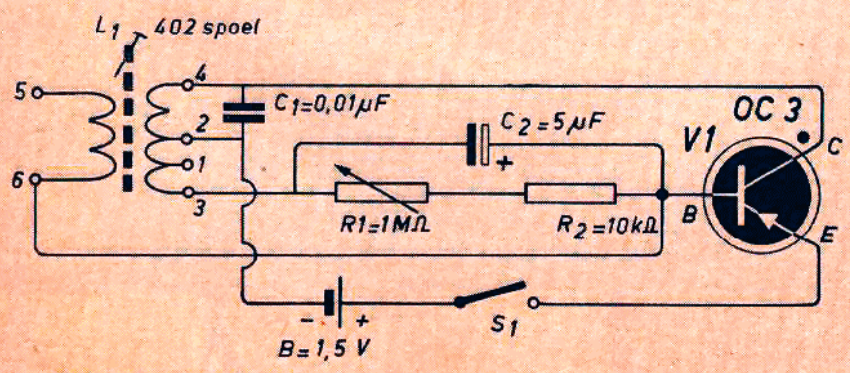 L1 402 spoel
5
6
4
2
1
3
C1=0,01µF
C2=5µF
+
R1=1MΩ
R2=10kΩ
V1
OC 3
C
B
E
- +
B=1,5 V
S1